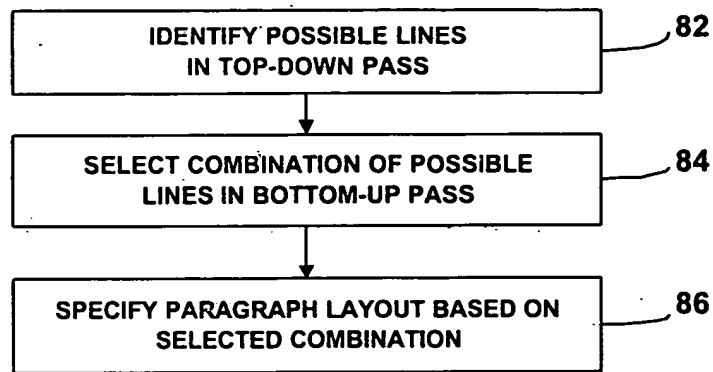 IDENTIFY POSSIBLE LINES
IN TOP-DOWN PASS
82
SELECT COMBINATION OF POSSIBLE
LINES IN BOTTOM-UP PASS
84
SPECIFY PARAGRAPH LAYOUT BASED ON
SELECTED COMBINATION
86